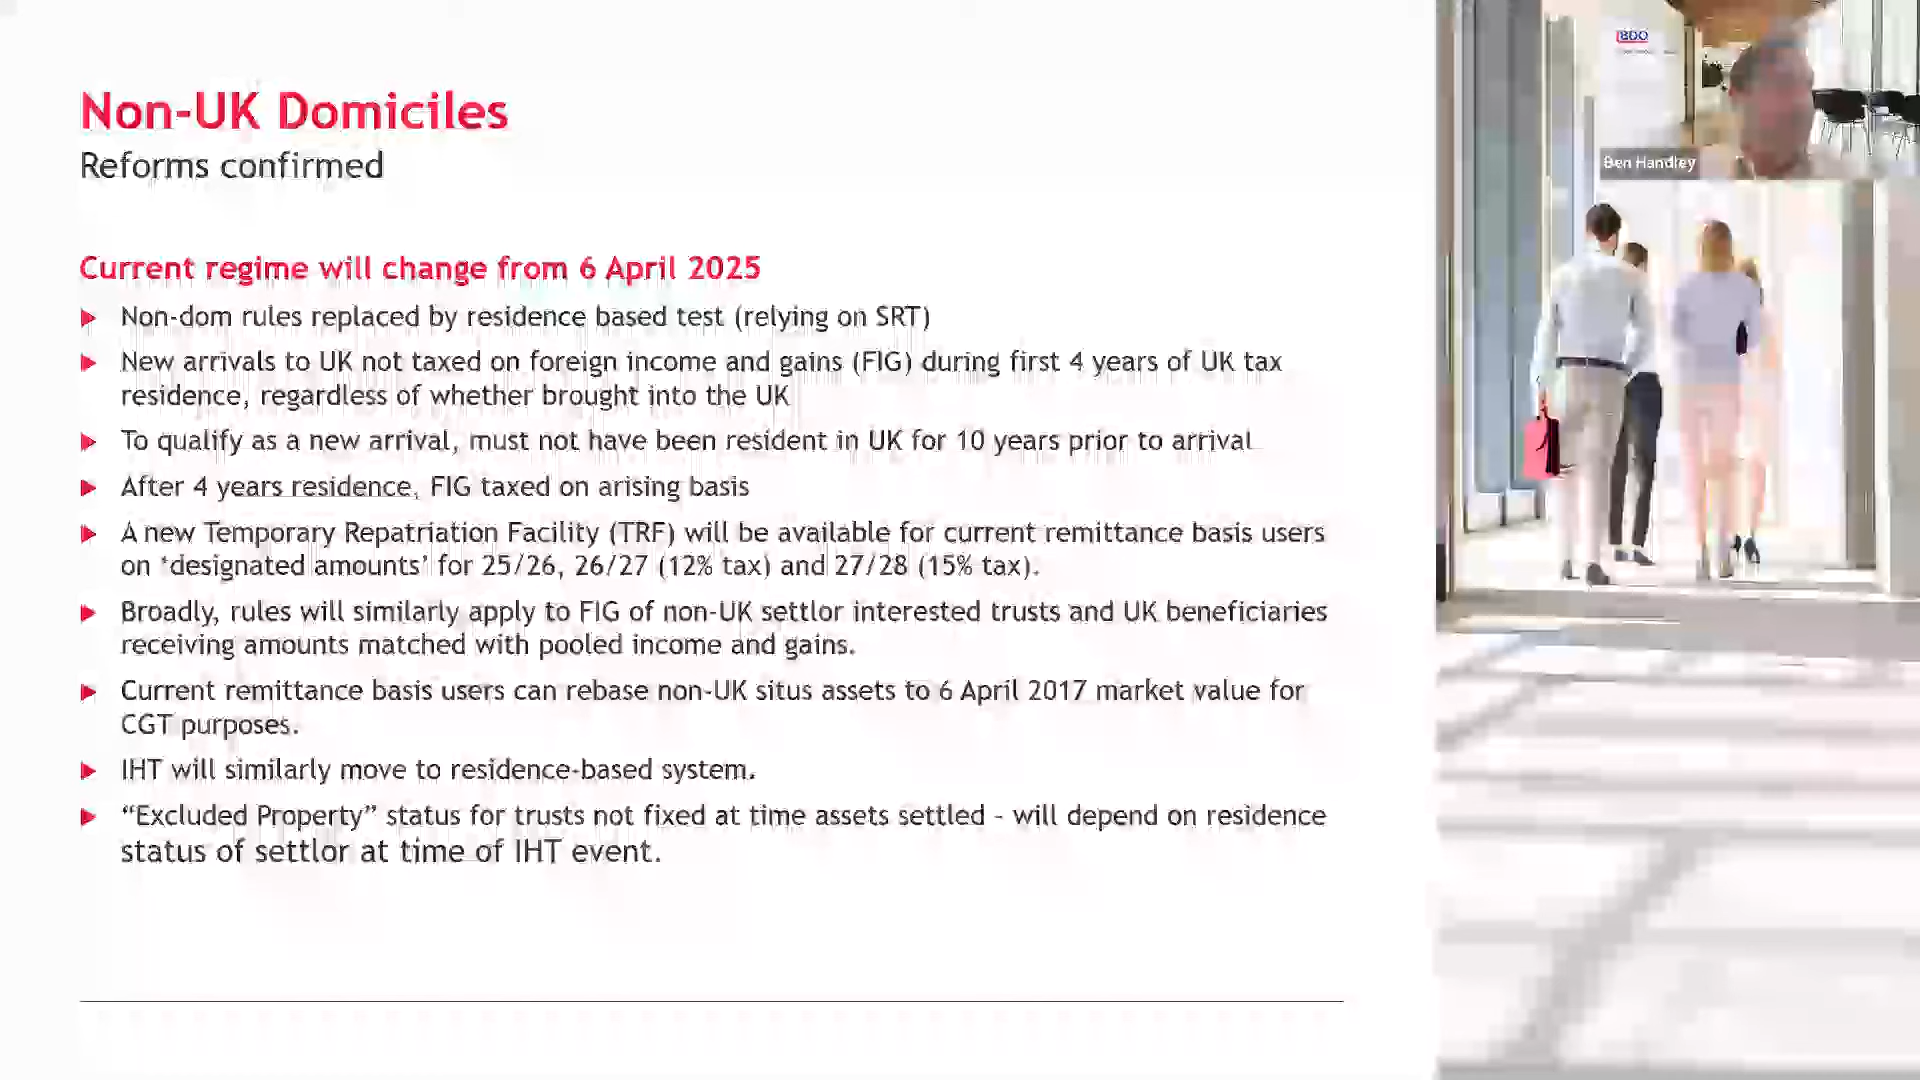 Non-UK Domiciles
Reforms confirmed
Current regime will change from 6 April 2025
Non-dom rules replaced by residence based test (relying on SRT)
New arrivals to UK not taxed on foreign income and gains (FIG) during first 4 years of UK tax
residence, regardless of whether brought into the UK
To qualify as a new arrival, must not have been resident in UK for 10 years prior to arrival
After 4 years residence, FIG taxed on arising basis
A new Temporary Repatriation Facility (TRF) will be available for current remittance basis users
on ‘designated amounts’ for 25/26, 26/27 (12% tax) and 27/28 (15% tax).
Broadly, rules will similarly apply to FIG of non-UK settlor interested trusts and UK beneficiaries
receiving amounts matched with pooled income and gains.
Current remittance basis users can rebase non-UK situs assets to 6 April 2017 market value for
CGT purposes.
IHT will similarly move to residence-based system.
“Excluded Property” status for trusts not fixed at time assets settled - will depend on residence
status of settlor at time of IHT event.
BDO
Ben Handley